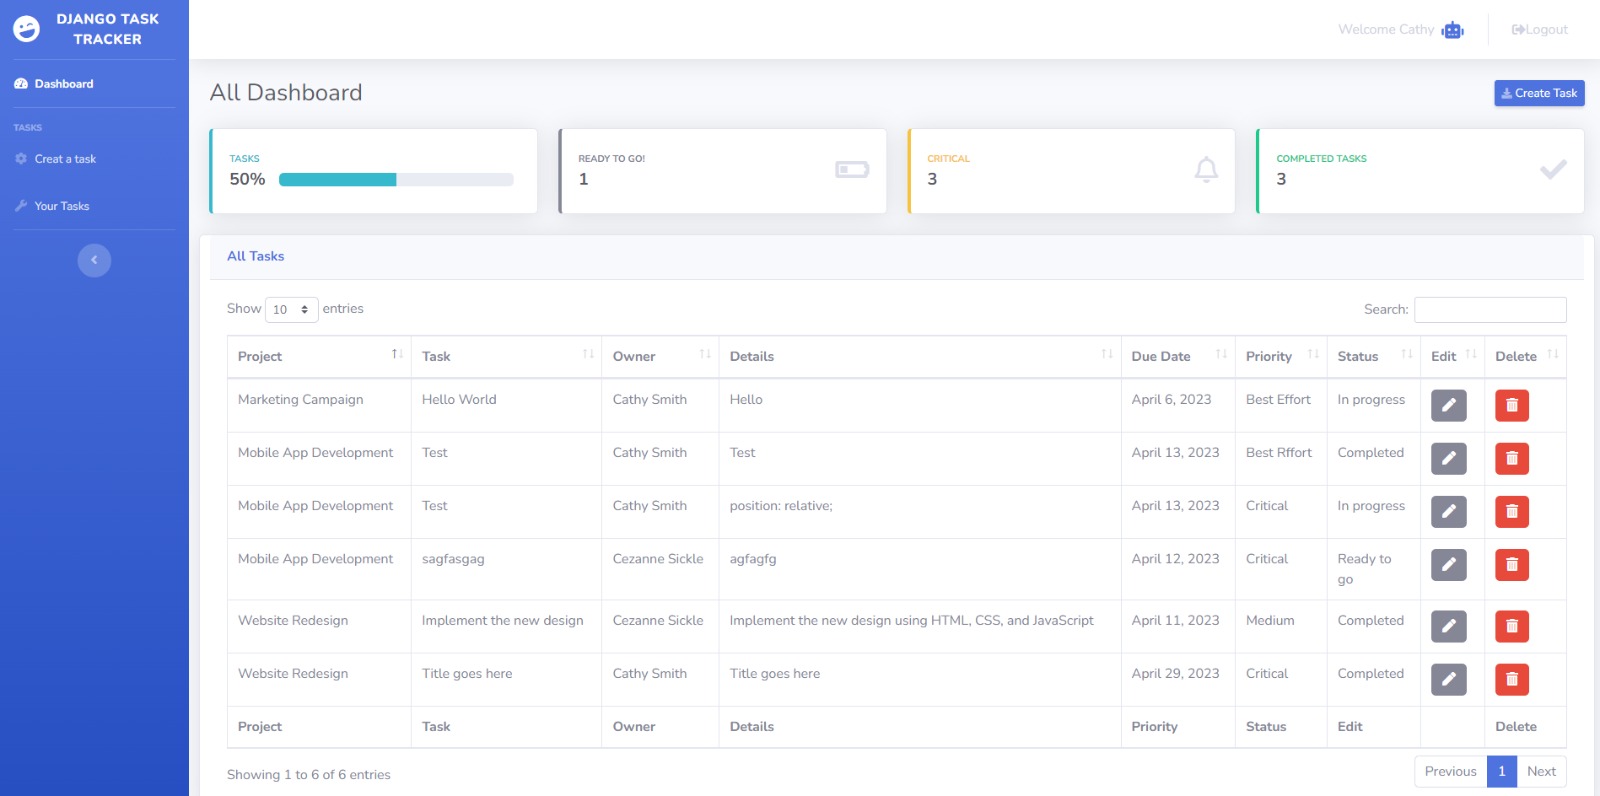 DJANGO TASK
TRACKER
Welcome Cathy
Logout
Dashboard
TASKS
Creat a task
Your Tasks
All Dashboard
Create Task
TASKS
50%
READY TO GO!
1
CRITICAL
3
COMPLETED TASKS
3
All Tasks
Show 10 entries
Search:
Project Task Owner Details Due Date Priority Status Edit Delete
Marketing Campaign Hello World Cathy Smith Hello April 6, 2023 Best Effort In progress
Mobile App Development Test Cathy Smith Test April 13, 2023 Best Rffort Completed
Mobile App Development Test Cathy Smith position: relative; April 13, 2023 Critical In progress
Mobile App Development sagfasgag Cezanne Sickle agfagfg April 12, 2023 Critical Ready to
go
Website Redesign Implement the new design Cezanne Sickle Implement the new design using HTML, CSS, and JavaScript April 11, 2023 Medium Completed
Website Redesign Title goes here Cathy Smith Title goes here April 29, 2023 Critical Completed
Project Task Owner Details Priority Status Edit Delete
Showing 1 to 6 of 6 entries
Previous 1 Next